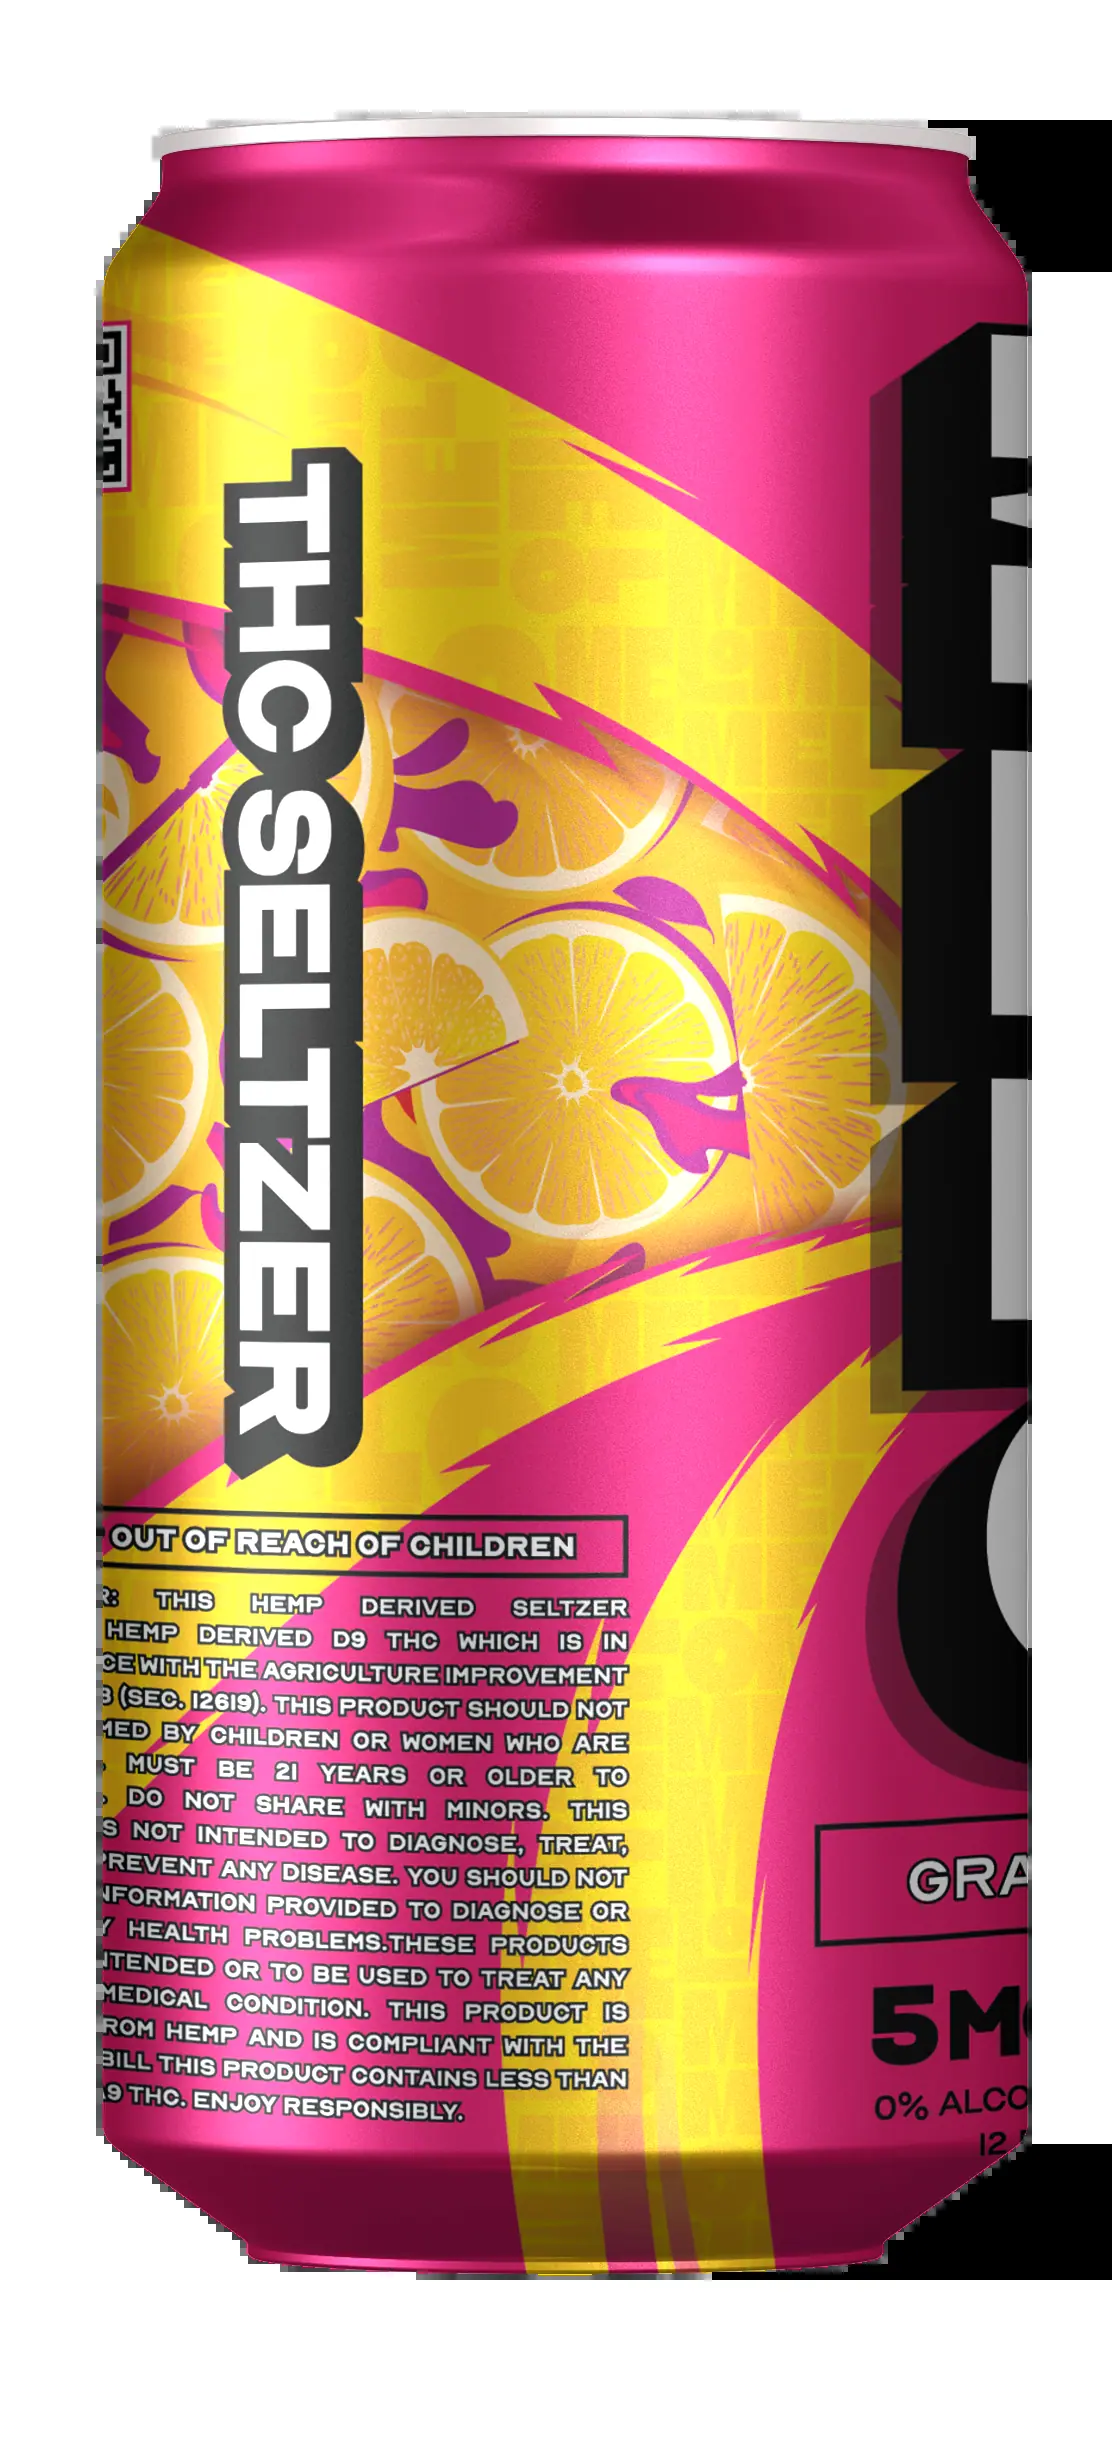 THC SELTZER
OUT OF REACH OF CHILDREN
THIS HEMP DERIVED SELTZER
HEMP DERIVED D9 THC WHICH IS IN
WITH THE AGRICULTURE IMPROVEMENT
(SEC. 12619). THIS PRODUCT SHOULD NOT
BY CHILDREN OR WOMEN WHO ARE
MUST BE 21 YEARS OR OLDER TO
DO NOT SHARE WITH MINORS. THIS
NOT INTENDED TO DIAGNOSE, TREAT,
PREVENT ANY DISEASE. YOU SHOULD NOT
INFORMATION PROVIDED TO DIAGNOSE OR
HEALTH PROBLEMS.THESE PRODUCTS
INTENDED OR TO BE USED TO TREAT ANY
MEDICAL CONDITION. THIS PRODUCT IS
FROM HEMP AND IS COMPLIANT WITH THE
BILL THIS PRODUCT CONTAINS LESS THAN
THC. ENJOY RESPONSIBLY.
GRA
5M
0% ALCO
12